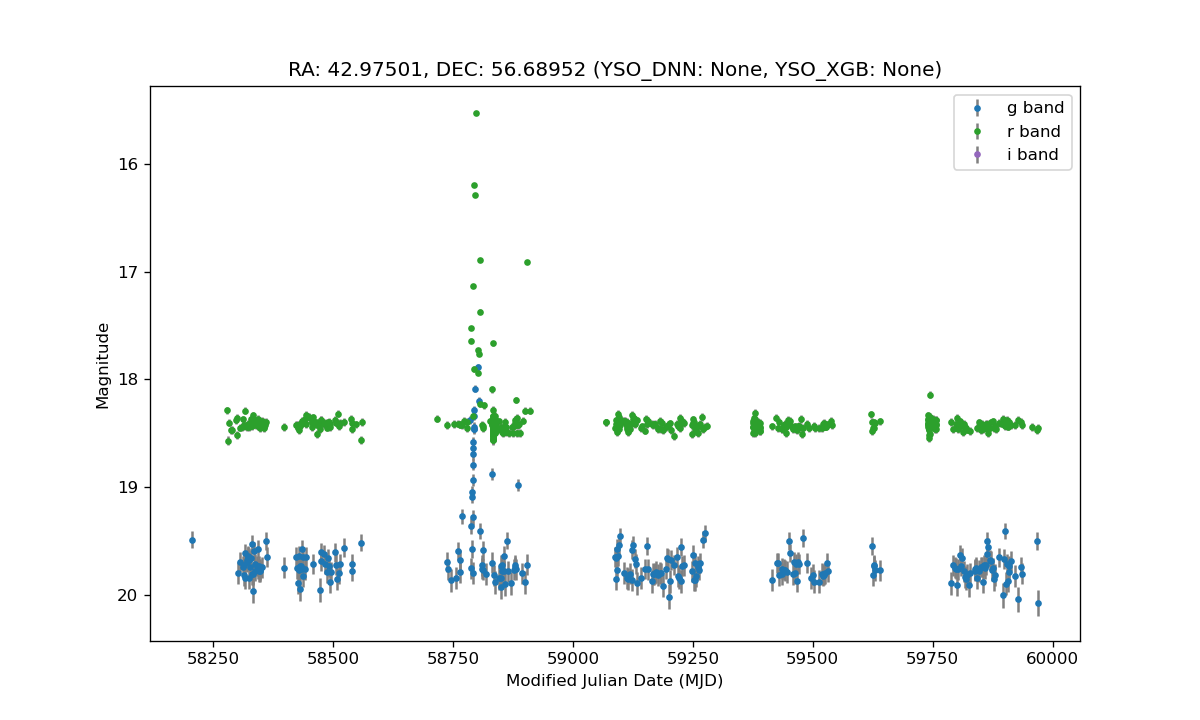 RA: 42.97501, DEC: 56.68952 (YSO_DNN: None, YSO_XGB: None)
g band
r band
i band
16
17
18
19
20
Magnitude
58250 58500 58750 59000 59250 59500 59750 60000
Modified Julian Date (MJD)